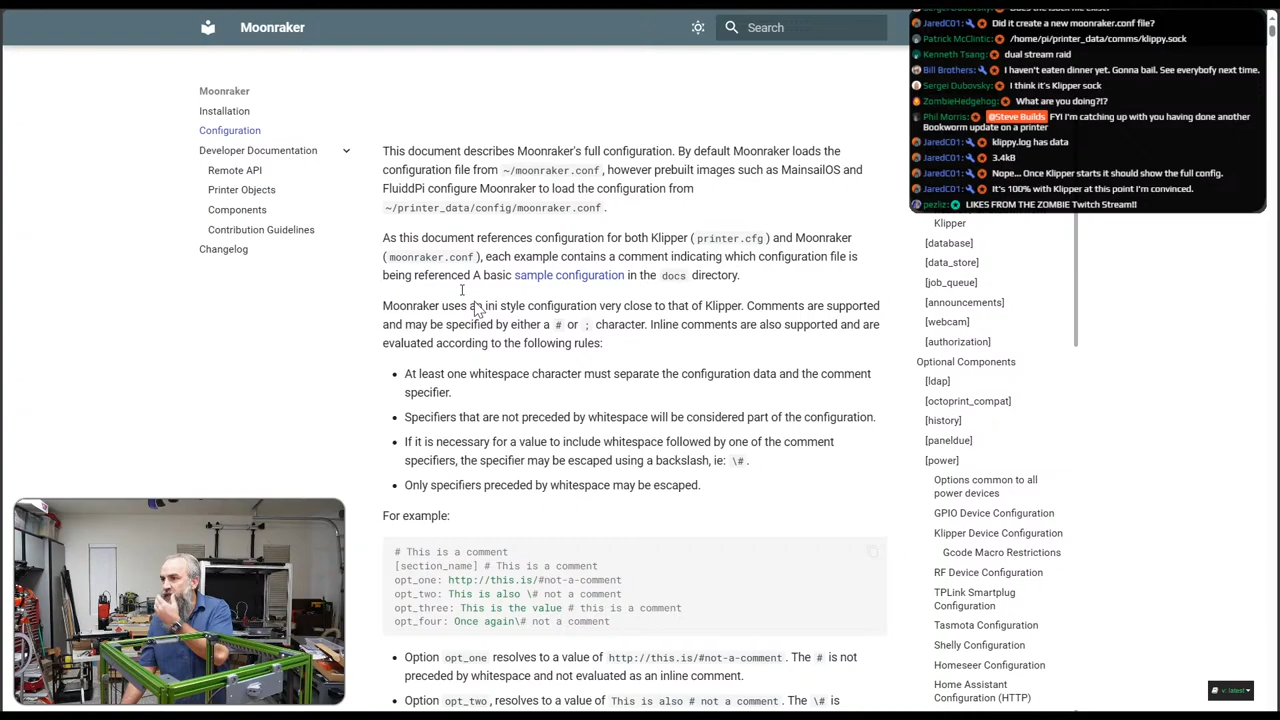 Moonraker
Search
Moonraker
Installation
Configuration
Developer Documentation
Remote API
Printer Objects
Components
Contribution Guidelines
Changelog
This document describes Moonraker's full configuration. By default Moonraker loads the
configuration file from ~/moonraker.conf, however prebuilt images such as MainsailOS and
FluiddPi configure Moonraker to load the configuration from
~/printer_data/config/moonraker.conf.
As this document references configuration for both Klipper (printer.cfg) and Moonraker
(moonraker.conf), each example contains a comment indicating which configuration file is
being referenced A basic sample configuration in the docs directory.
Moonraker uses an ini style configuration very close to that of Klipper. Comments are supported
and may be specified by either a # or ; character. Inline comments are also supported and are
evaluated according to the following rules:
• At least one whitespace character must separate the configuration data and the comment
specifier.
• Specifiers that are not preceded by whitespace will be considered part of the configuration.
• If it is necessary for a value to include whitespace followed by one of the comment
specifiers, the specifier may be escaped using a backslash, ie: \#.
• Only specifiers preceded by whitespace may be escaped.
For example:
# This is a comment
[section_name] # This is a comment
opt_one: http://this.is/#not-a-comment
opt_two: This is also \# not a comment
opt_three: This is the value # this is a comment
opt_four: Once again\# not a comment
• Option opt_one resolves to a value of http://this.is/#not-a-comment. The # is not
preceded by whitespace and not evaluated as an inline comment.
• Option opt_two, resolves to a value of This is also # not a comment. The \# is
JaredC01: Did it create a new moonraker.conf file?
Patrick McClintic: /home/pi/printer_data/comms/klippy.sock
Kenneth Tsang: dual stream raid
Bill Brothers: I haven't eaten dinner yet. Gonna bail. See everybofy next time.
Sergei Dubovsky: I think it's Klipper sock
ZombieHedgehog: What are you doing?!?
Phil Morris: @Steve Builds FYI I'm catching up with you having done another
Bookworm update on a printer
JaredC01: klippy.log has data
JaredC01: 3.4kB
JaredC01: Nope... Once Klipper starts it should show the full config.
JaredC01: It's 100% with Klipper at this point I'm convinced.
pezliz: LIKES FROM THE ZOMBIE Twitch Stream!!
Klipper
[database]
[data_store]
[job_queue]
[announcements]
[webcam]
[authorization]
Optional Components
[ldap]
[octoprint_compat]
[history]
[paneldue]
[power]
Options common to all
power devices
GPIO Device Configuration
Klipper Device Configuration
Gcode Macro Restrictions
RF Device Configuration
TPLink Smartplug
Configuration
Tasmota Configuration
Shelly Configuration
Homeseer Configuration
Home Assistant
Configuration (HTTP)
v: latest